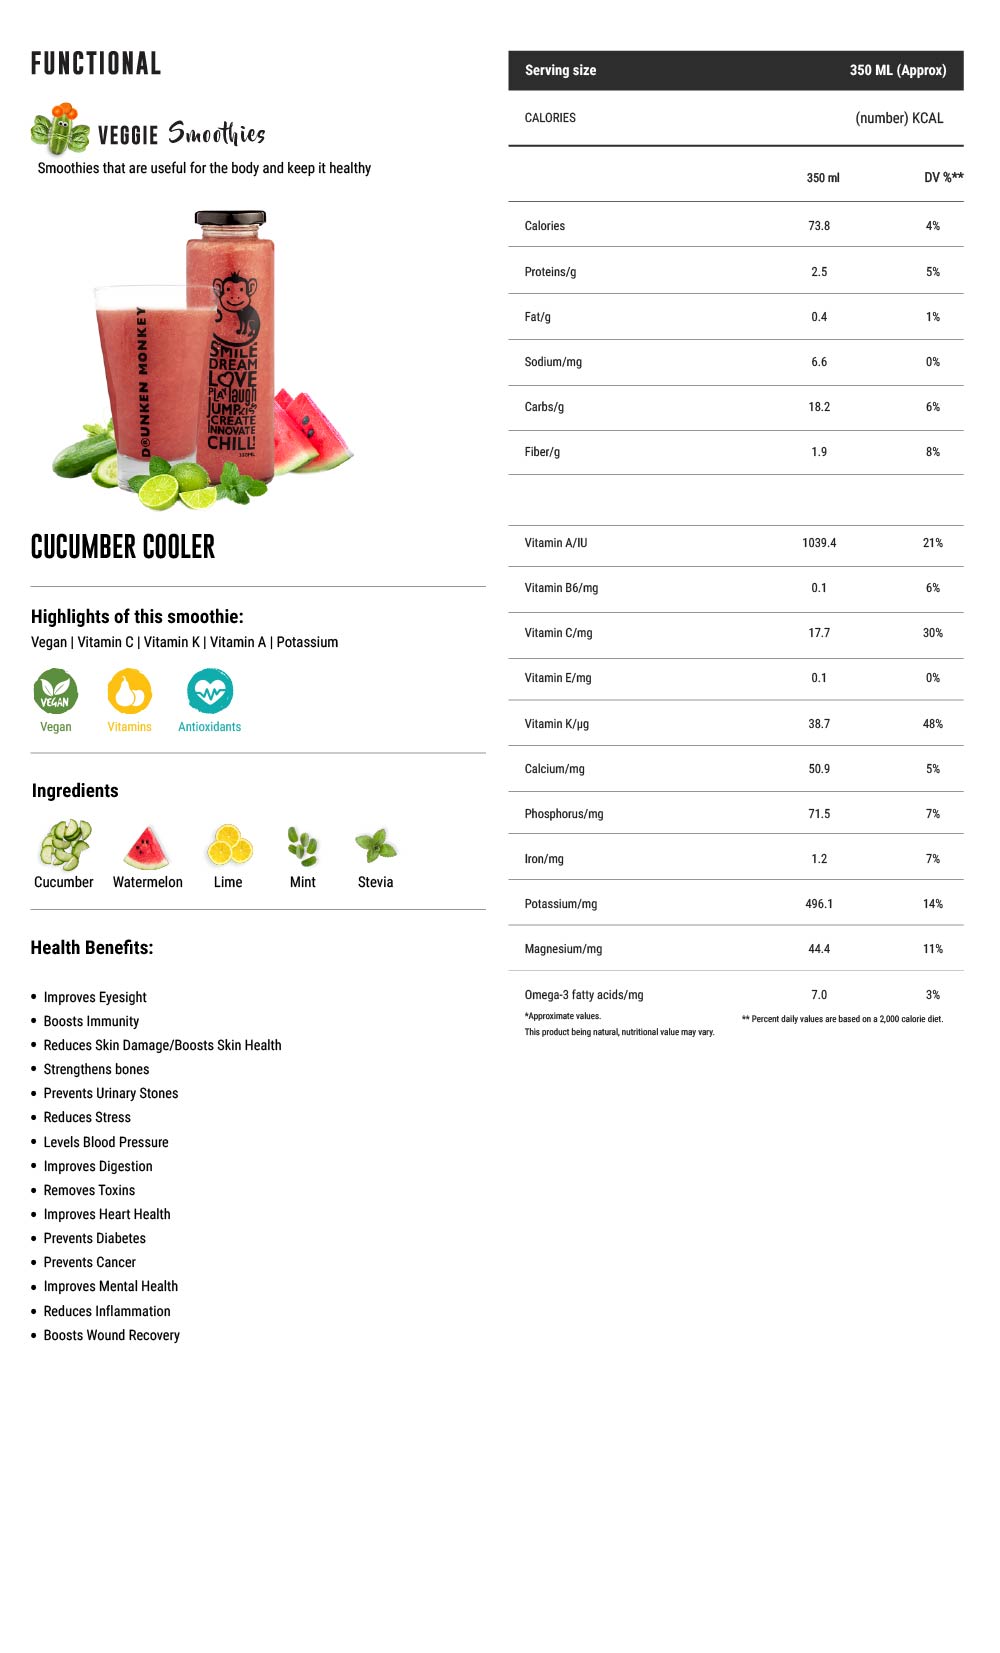 FUNCTIONAL
VEGGIE Smoothies
Smoothies that are useful for the body and keep it healthy
DRUNKEN MONKEY
SMILE
DREAM
LOVE
PLAY laugh
JUMP KISS
CREATE
INNOVATE
CHILL!
350ML
CUCUMBER COOLER
Highlights of this smoothie:
Vegan | Vitamin C | Vitamin K | Vitamin A | Potassium
VEGAN
Vegan Vitamins Antioxidants
Ingredients
Cucumber Watermelon Lime Mint Stevia
Health Benefits:
• Improves Eyesight
• Boosts Immunity
• Reduces Skin Damage/Boosts Skin Health
• Strengthens bones
• Prevents Urinary Stones
• Reduces Stress
• Levels Blood Pressure
• Improves Digestion
• Removes Toxins
• Improves Heart Health
• Prevents Diabetes
• Prevents Cancer
• Improves Mental Health
• Reduces Inflammation
• Boosts Wound Recovery
Serving size 350 ML (Approx)
CALORIES (number) KCAL
350 ml DV %**
Calories 73.8 4%
Proteins/g 2.5 5%
Fat/g 0.4 1%
Sodium/mg 6.6 0%
Carbs/g 18.2 6%
Fiber/g 1.9 8%
Vitamin A/IU 1039.4 21%
Vitamin B6/mg 0.1 6%
Vitamin C/mg 17.7 30%
Vitamin E/mg 0.1 0%
Vitamin K/µg 38.7 48%
Calcium/mg 50.9 5%
Phosphorus/mg 71.5 7%
Iron/mg 1.2 7%
Potassium/mg 496.1 14%
Magnesium/mg 44.4 11%
Omega-3 fatty acids/mg 7.0 3%
*Approximate values.
** Percent daily values are based on a 2,000 calorie diet.
This product being natural, nutritional value may vary.